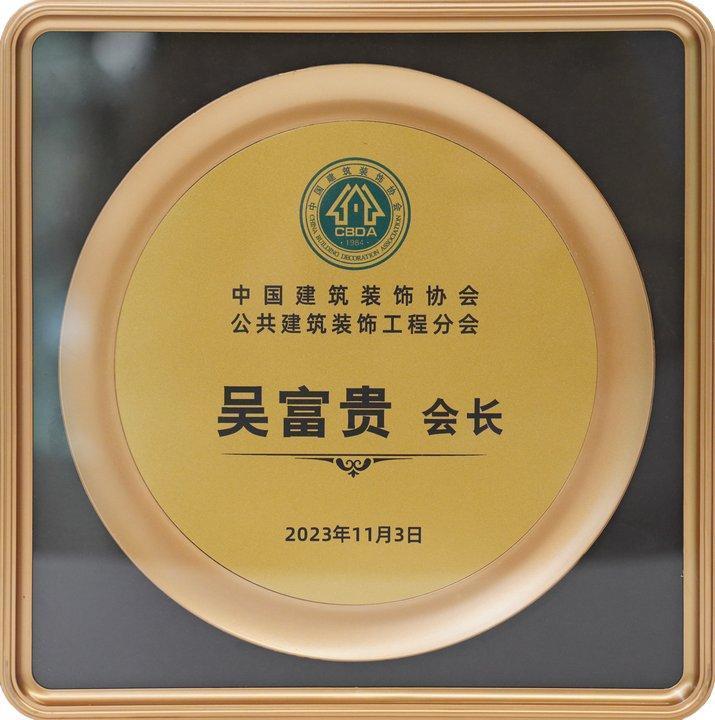 中国建筑装饰协会
CBDA
·1984·
CHINA BUILDING DECORATION ASSOCIATION
中国建筑装饰协会
公共建筑装饰工程分会
吴富贵 会长
2023年11月3日